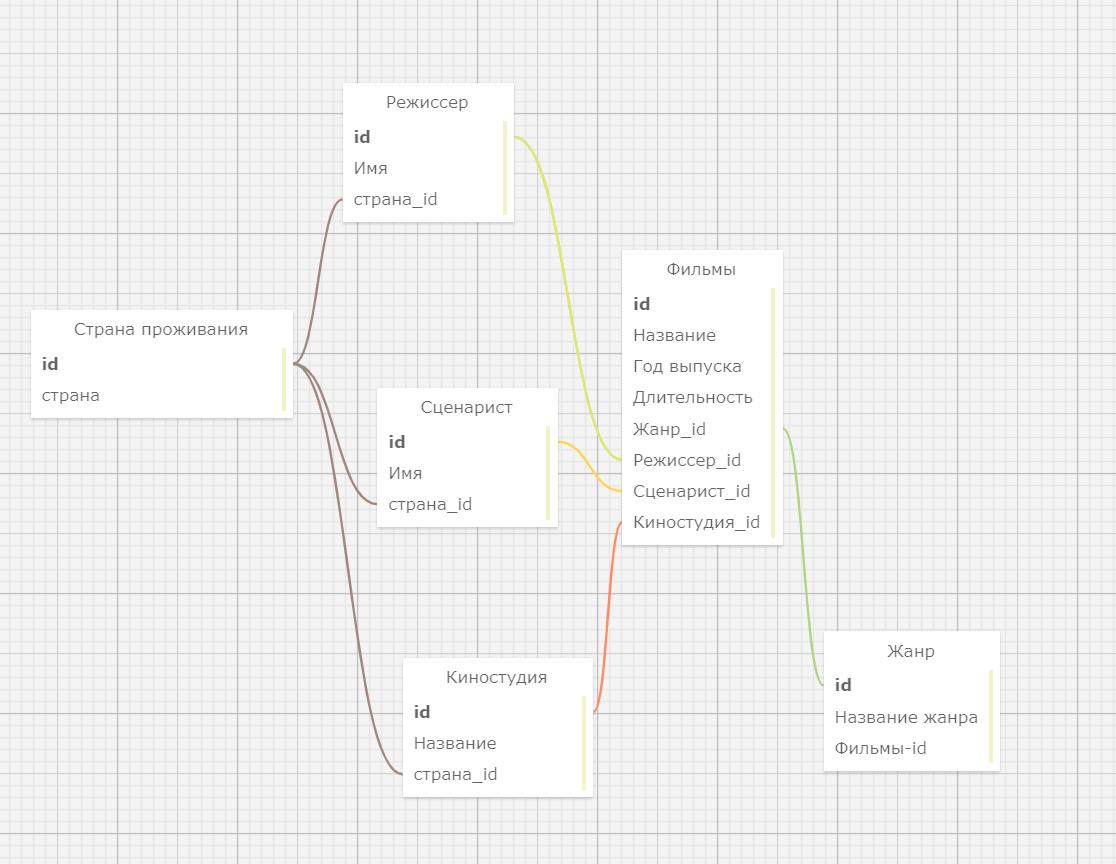 Режиссер
id
Имя
страна_id
Фильмы
id
Название
Год выпуска
Длительность
Жанр_id
Режиссер_id
Сценарист_id
Киностудия_id
Страна проживания
id
страна
Сценарист
id
Имя
страна_id
Киностудия
id
Название
страна_id
Жанр
id
Название жанра
Фильмы-id